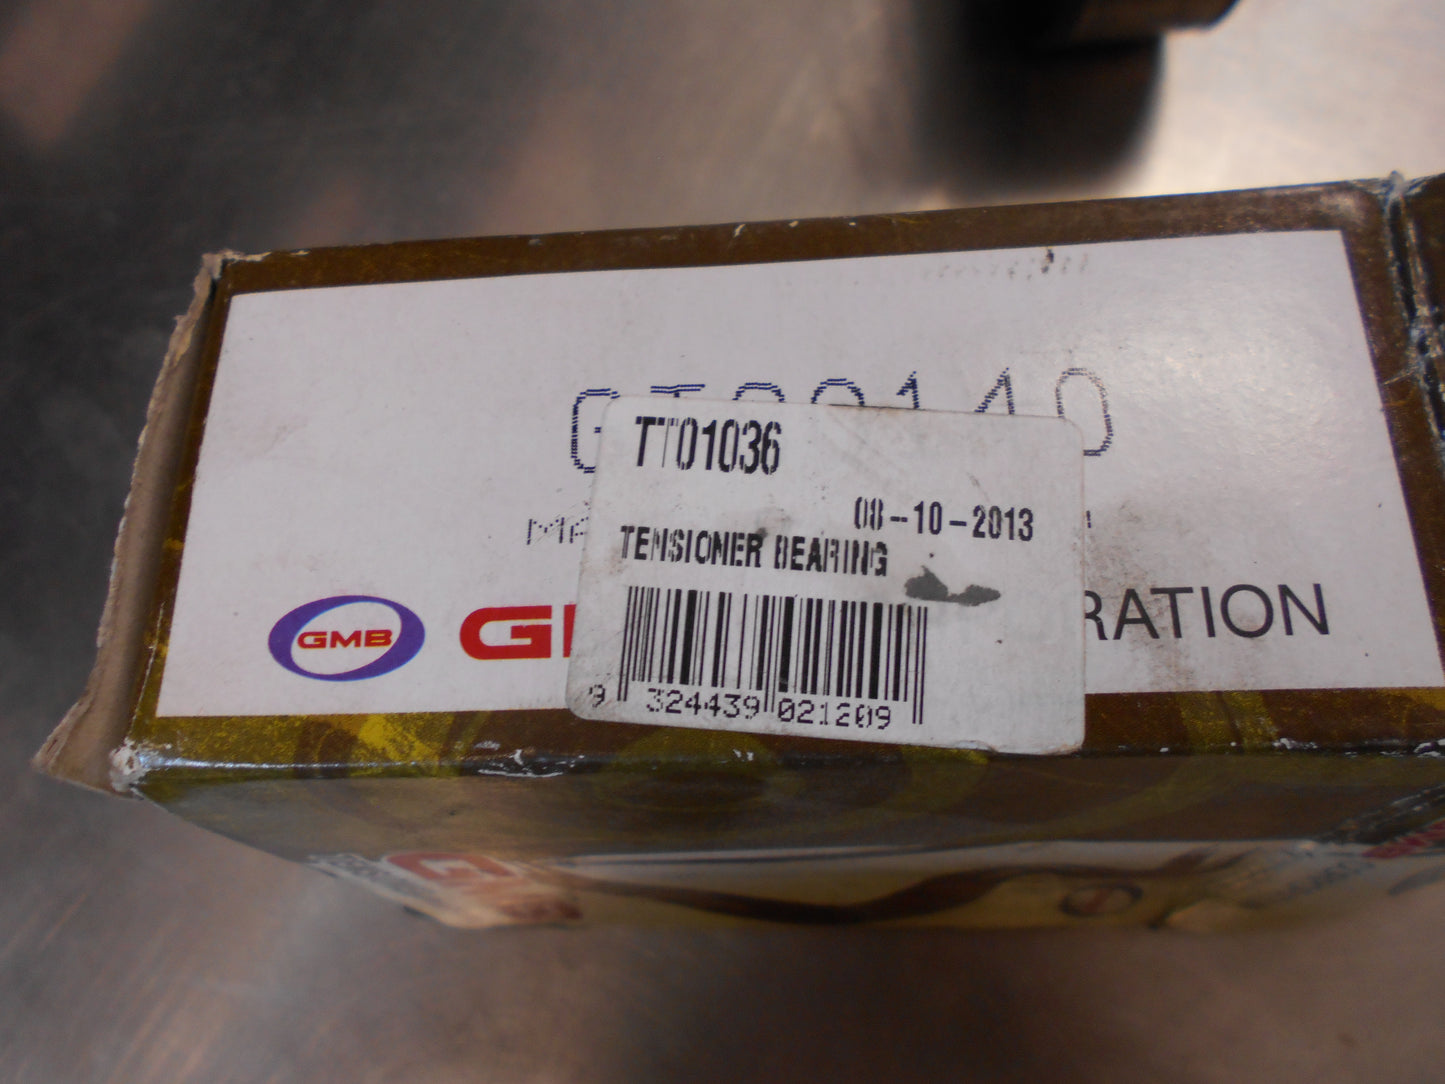 TT01036
08-10-2013
TENSIONER BEARING
9 324439 021209
GMB
RATION